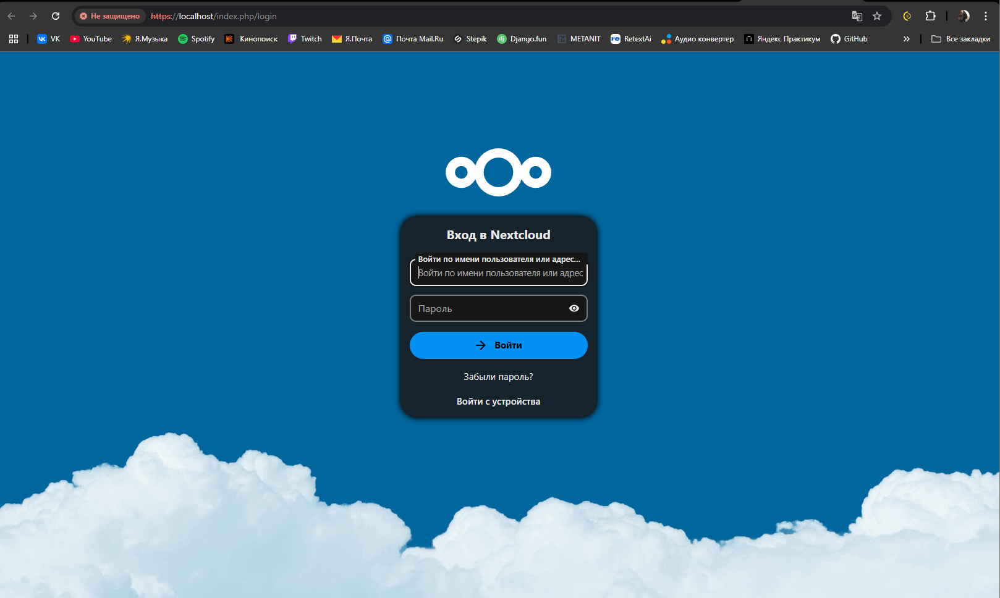 Не защищено https://localhost/index.php/login
VK YouTube Я.Музыка Spotify Кинопоиск Twitch Я.Почта Почта Mail.Ru Stepik Django.fun METANIT RetextAi Аудио конвертер Яндекс Практикум GitHub » Все закладки
Вход в Nextcloud
Войти по имени пользователя или адрес...
Войти по имени пользователя или адрес
Пароль
Войти
Забыли пароль?
Войти с устройства